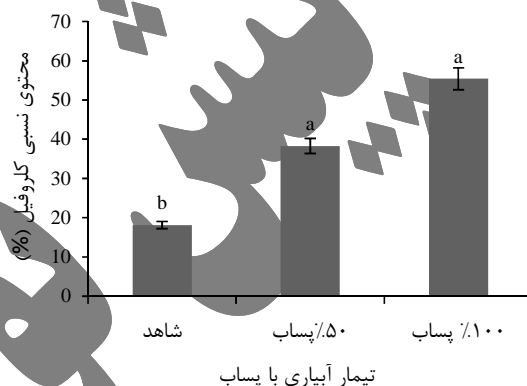 محتوی نسبی کلروفیل (%)
70
60
50
40
30
20
10
0
b
a
a
شاهد
۵۰٪پساب
۱۰۰٪ پساب
تیمار آبیاری با پساب